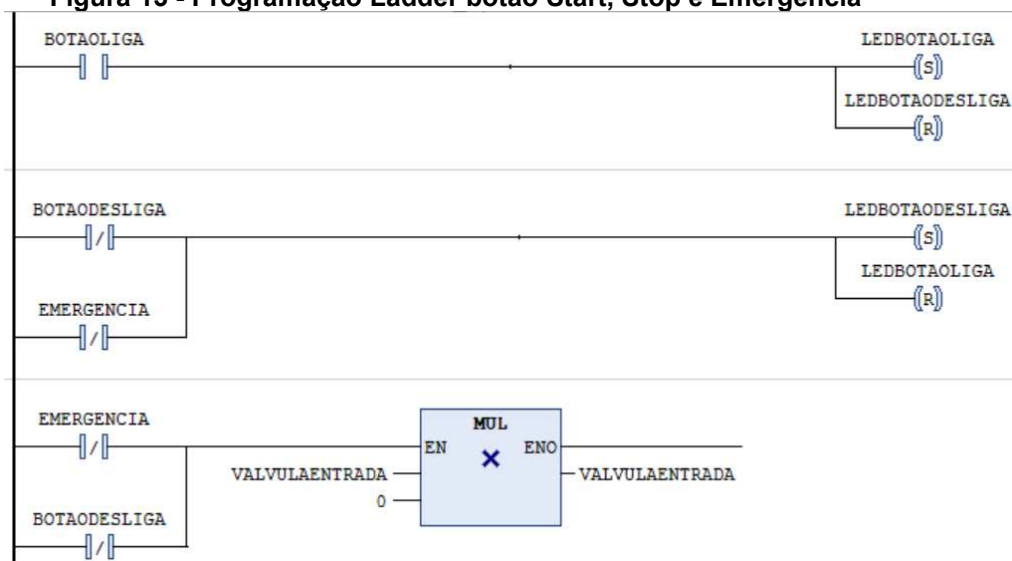 Figura 15 - Programação Ladder botão Start, Stop e Emergência
BOTAOLIGA
LEDBOTAOLIGA
S
LEDBOTAODESLIGA
R
BOTAODESLIGA
LEDBOTAODESLIGA
/
S
LEDBOTAOLIGA
R
EMERGENCIA
/
EMERGENCIA
/
MUL
EN
ENO
VALVULAENTRADA
VALVULAENTRADA
0
BOTAODESLIGA
/